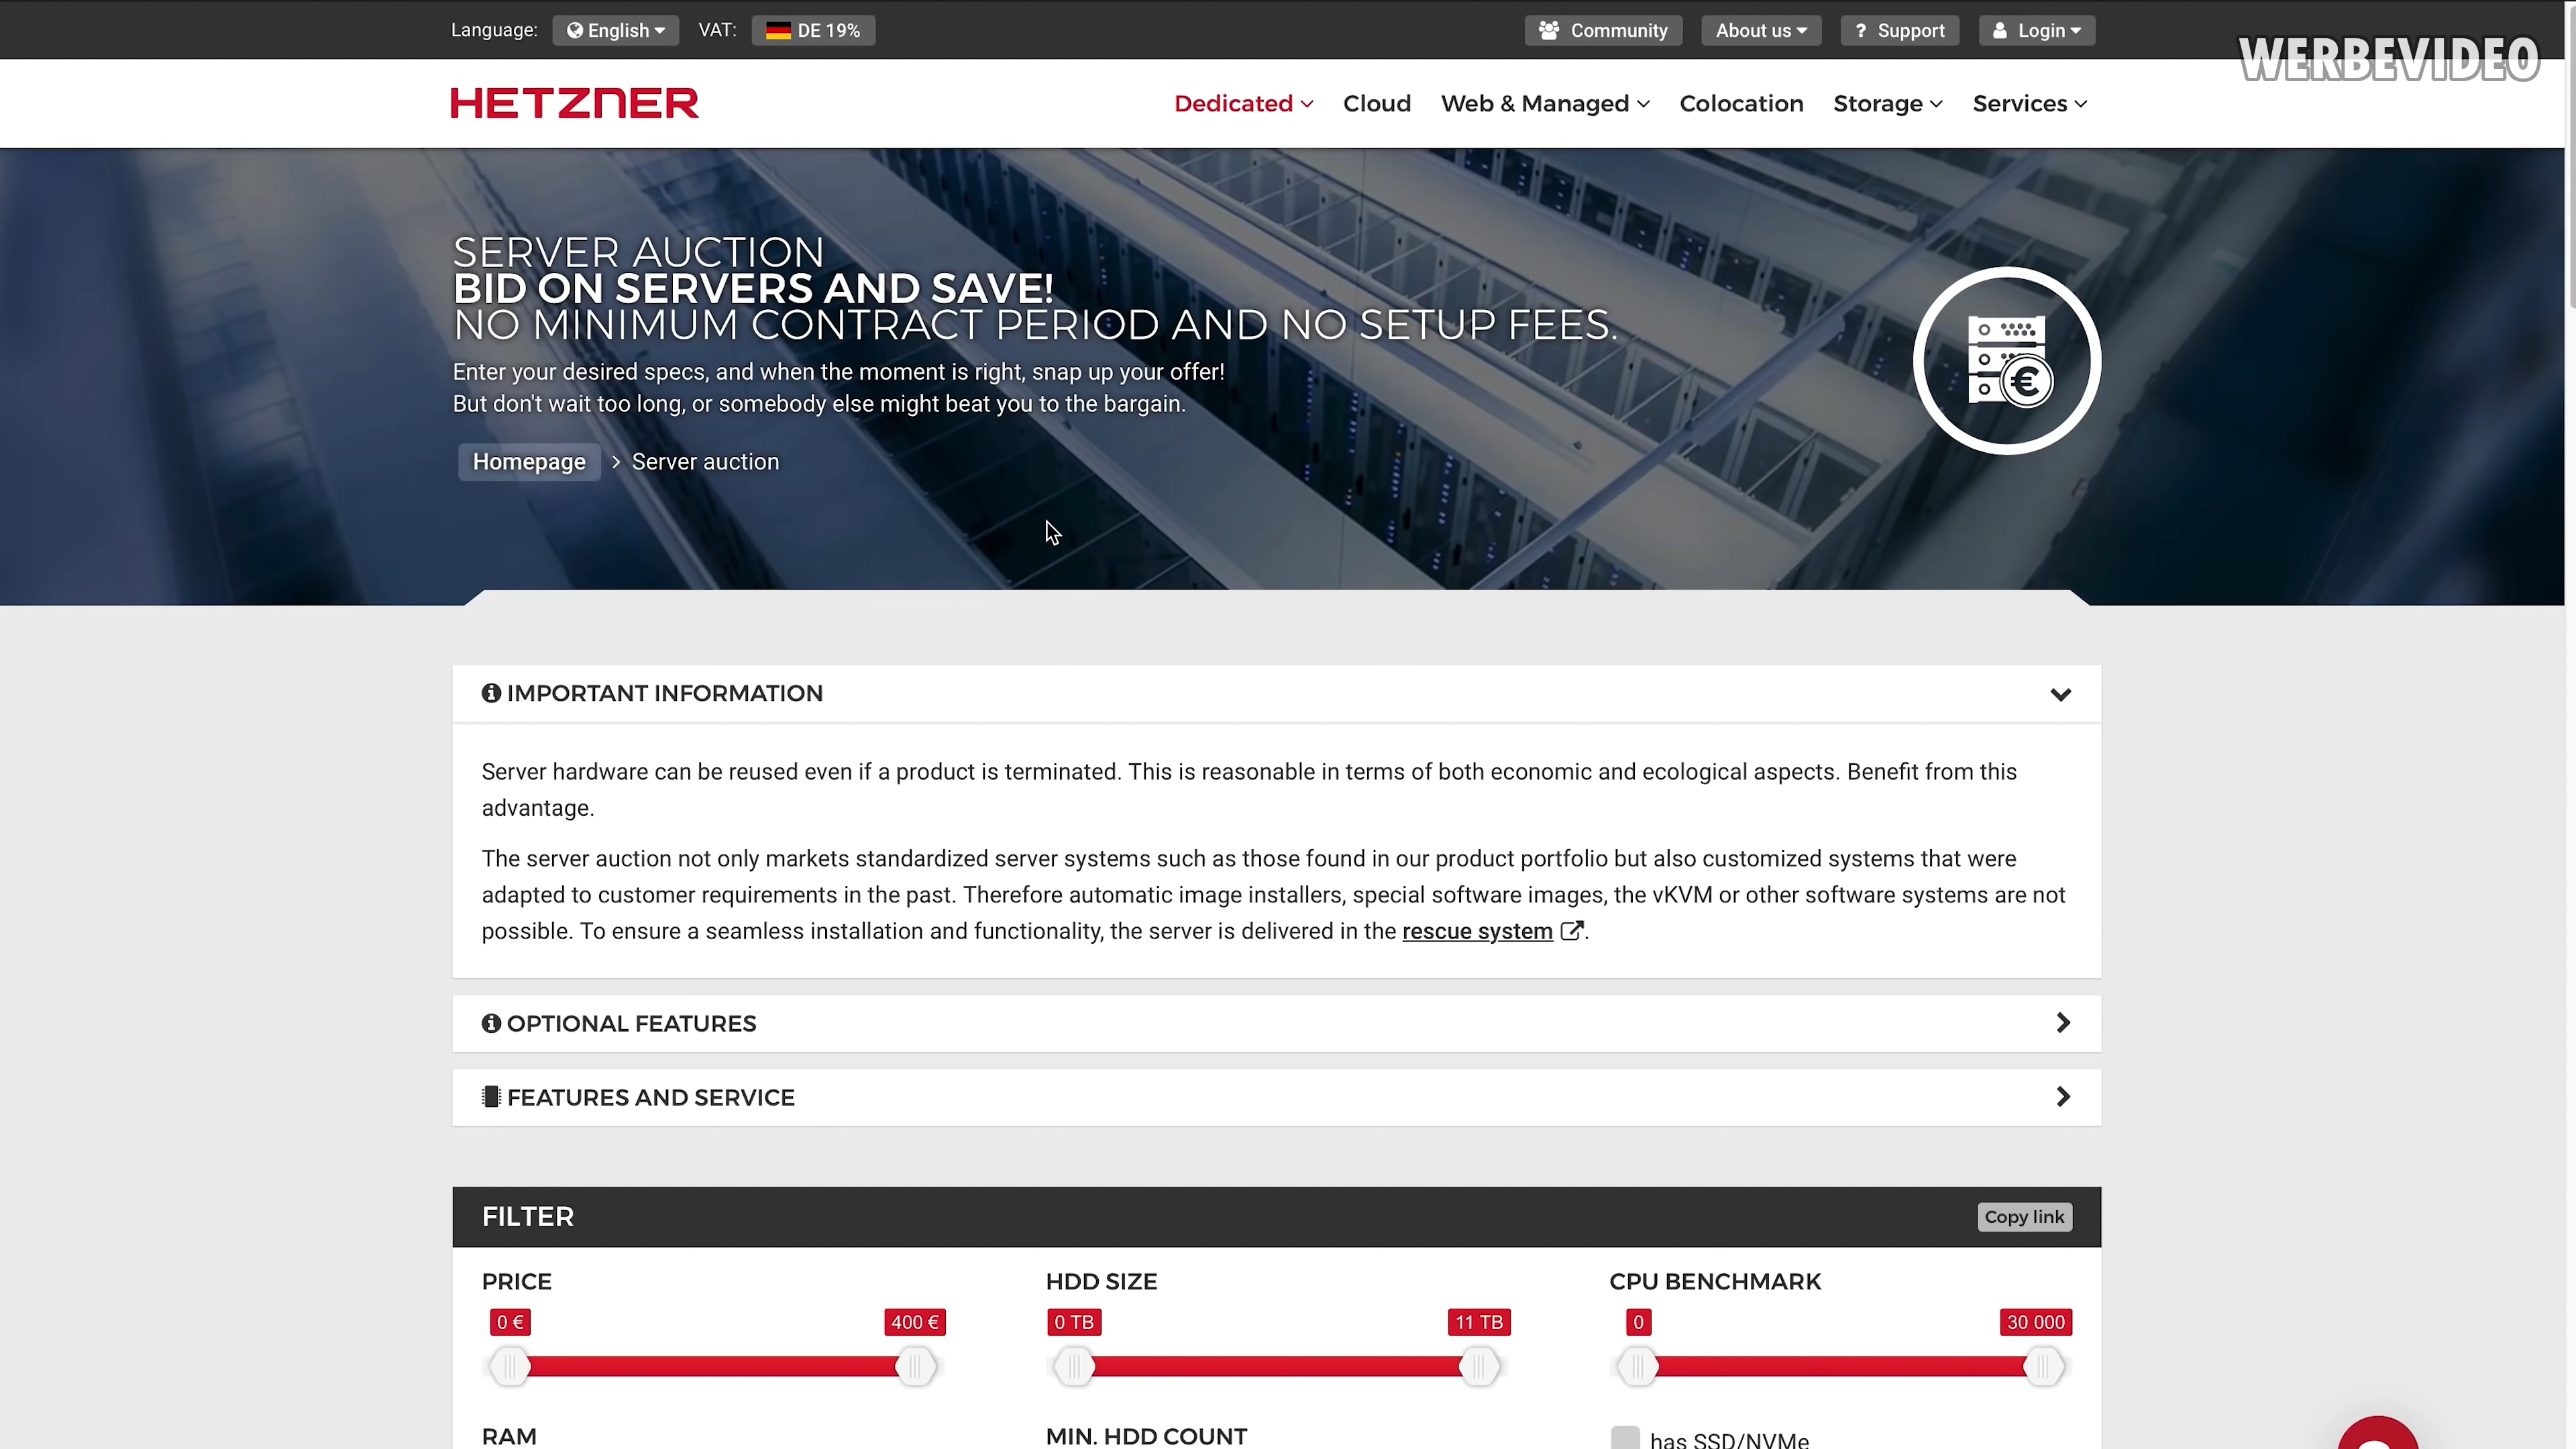 Language: English VAT: DE 19% Community About us ? Support Login
WERBEVIDEO
HETZNER Dedicated Cloud Web & Managed Colocation Storage Services
SERVER AUCTION
BID ON SERVERS AND SAVE!
NO MINIMUM CONTRACT PERIOD AND NO SETUP FEES.
Enter your desired specs, and when the moment is right, snap up your offer!
But don't wait too long, or somebody else might beat you to the bargain.
Homepage > Server auction
IMPORTANT INFORMATION
Server hardware can be reused even if a product is terminated. This is reasonable in terms of both economic and ecological aspects. Benefit from this
advantage.
The server auction not only markets standardized server systems such as those found in our product portfolio but also customized systems that were
adapted to customer requirements in the past. Therefore automatic image installers, special software images, the vKVM or other software systems are not
possible. To ensure a seamless installation and functionality, the server is delivered in the rescue system.
OPTIONAL FEATURES
FEATURES AND SERVICE
FILTER Copy link
PRICE HDD SIZE CPU BENCHMARK
0 € 400 € 0 TB 11 TB 0 30 000
RAM MIN. HDD COUNT has SSD/NVMe